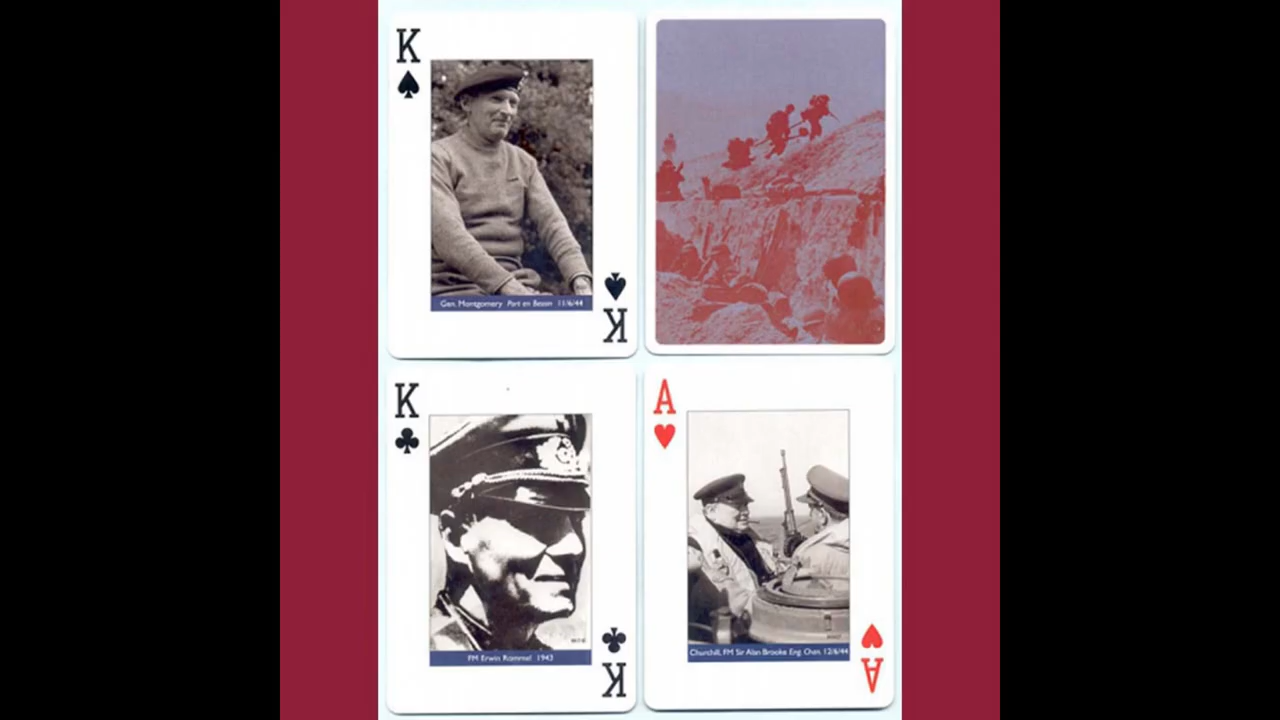 K
Gen. Montgomery Port en Bessin 11/6/44
K
K
FM Erwin Rommel 1943
K
A
Churchill, FM Sir Alan Brooke Eng. Chan. 12/6/44
A